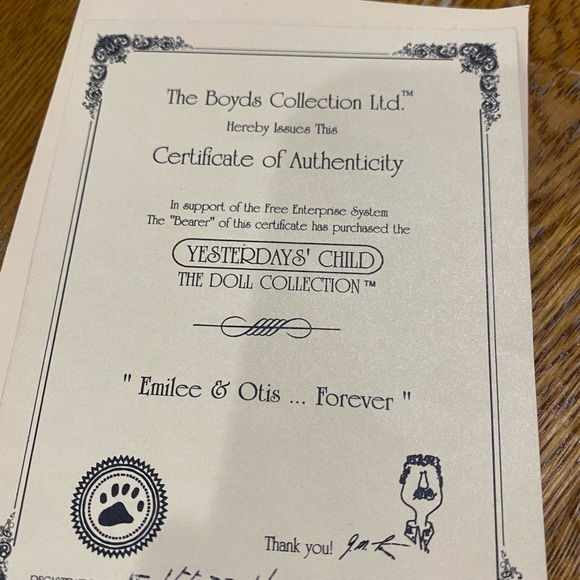 The Boyds Collection Ltd.™
Hereby Issues This
Certificate of Authenticity
In support of the Free Enterprise System
The "Bearer" of this certificate has purchased the
YESTERDAYS' CHILD
THE DOLL COLLECTION™
" Emilee & Otis ... Forever "
Thank you!